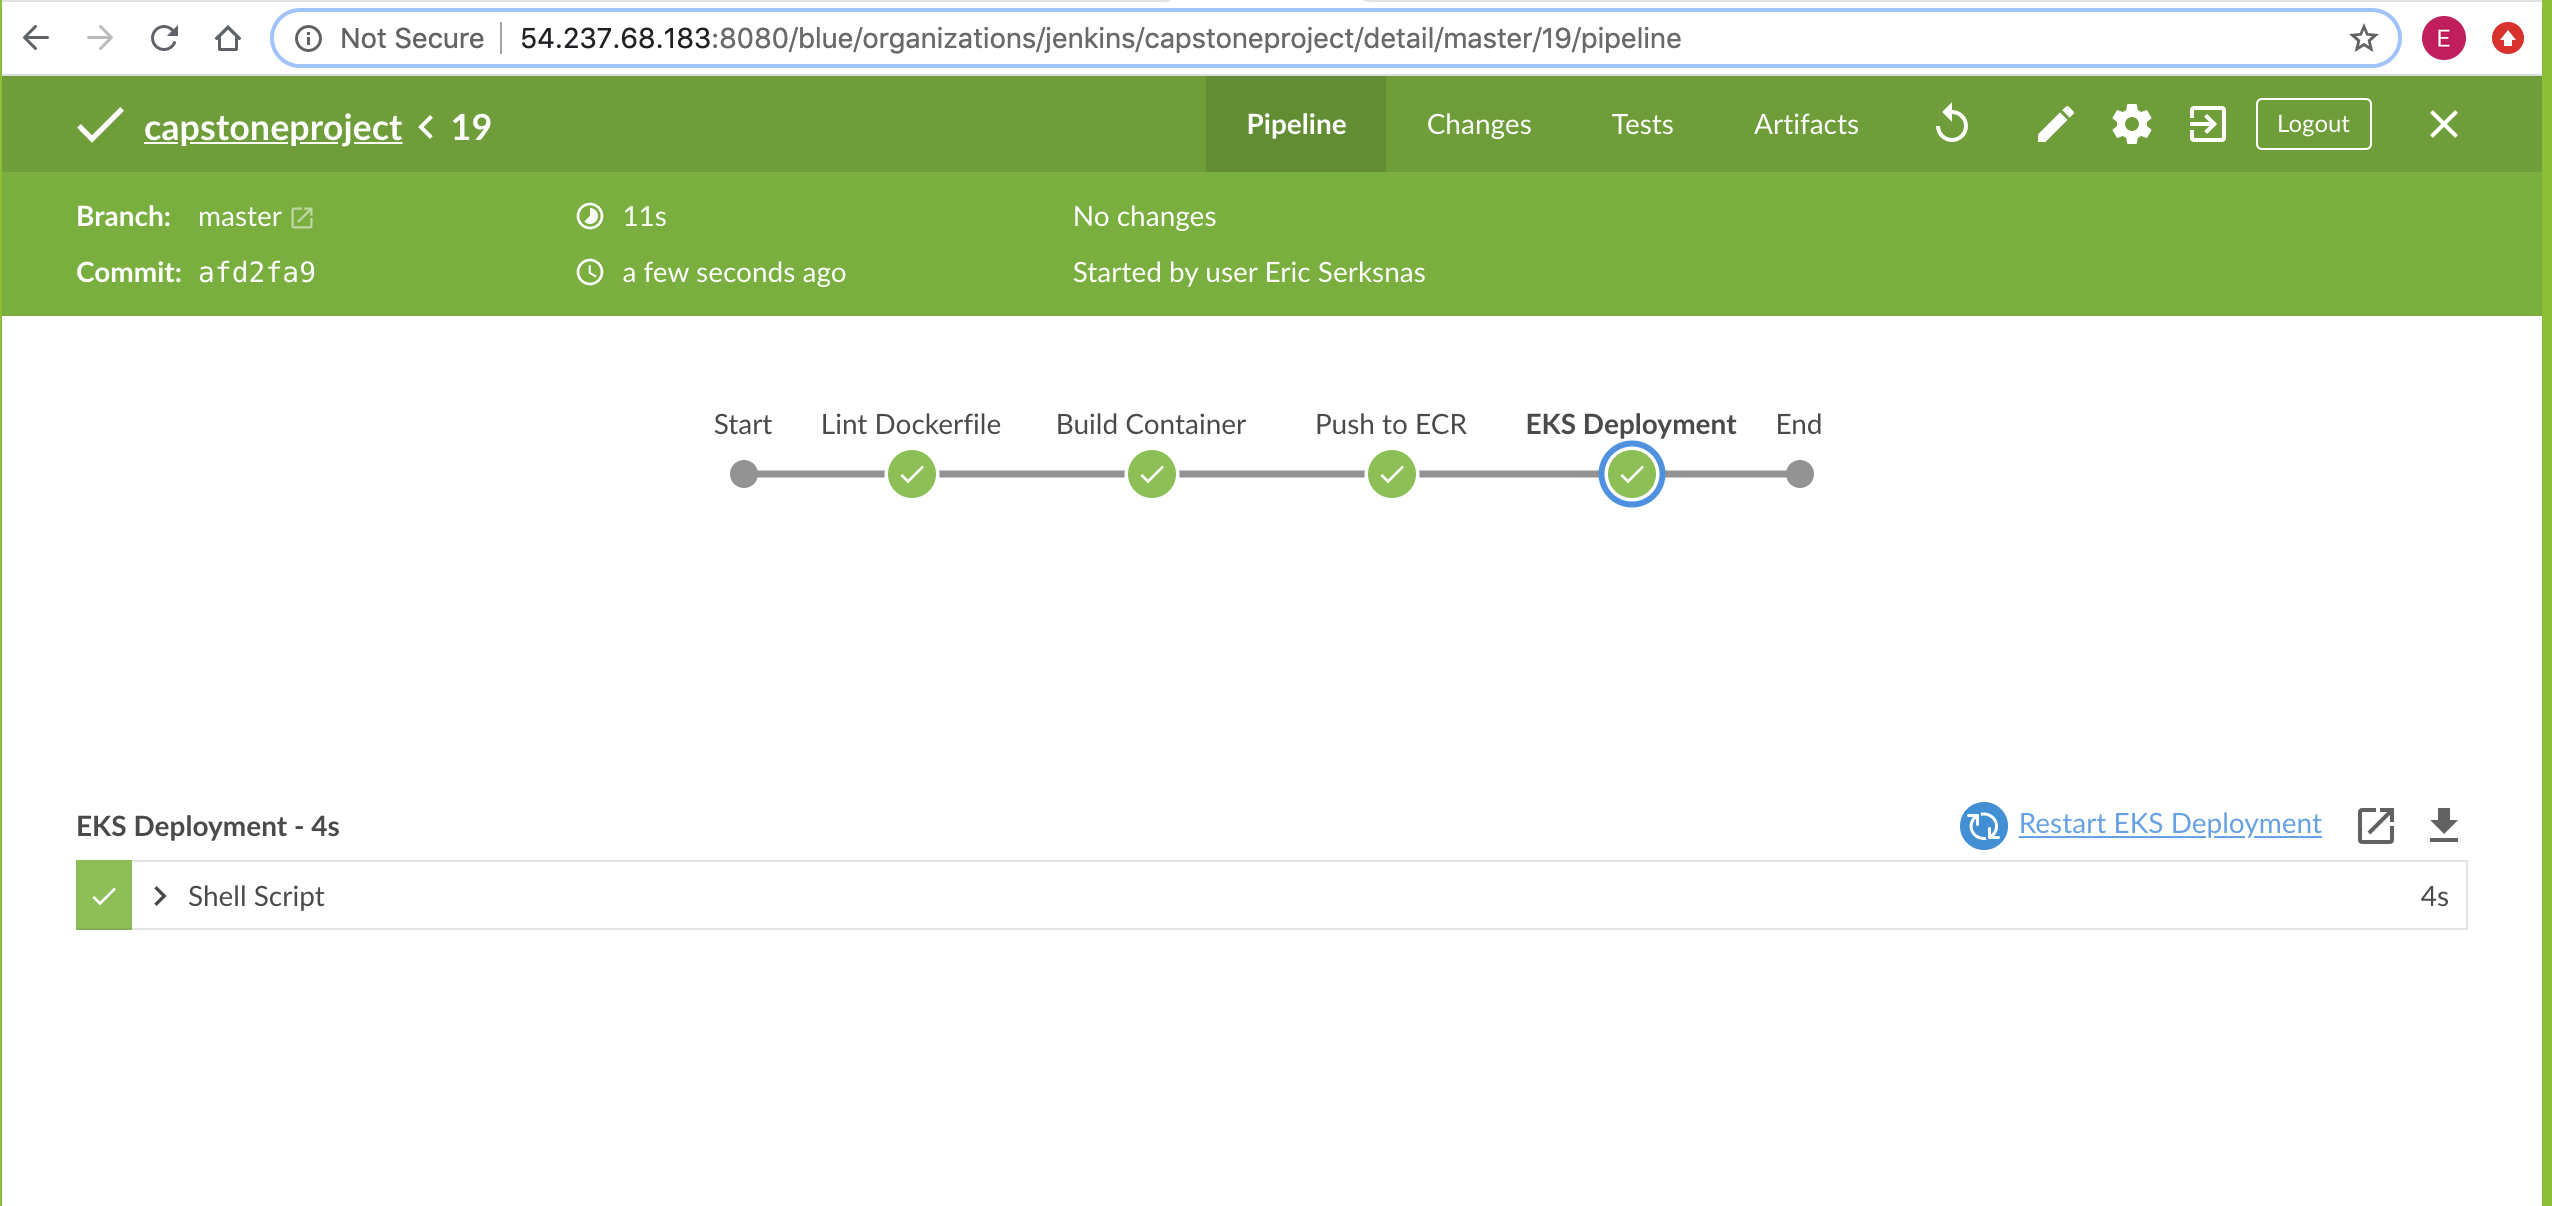 Not Secure 54.237.68.183:8080/blue/organizations/jenkins/capstoneproject/detail/master/19/pipeline E
capstoneproject < 19 Pipeline Changes Tests Artifacts Logout
Branch: master 11s No changes
Commit: afd2fa9 a few seconds ago Started by user Eric Serksnas
Start Lint Dockerfile Build Container Push to ECR EKS Deployment End
EKS Deployment - 4s Restart EKS Deployment
Shell Script 4s